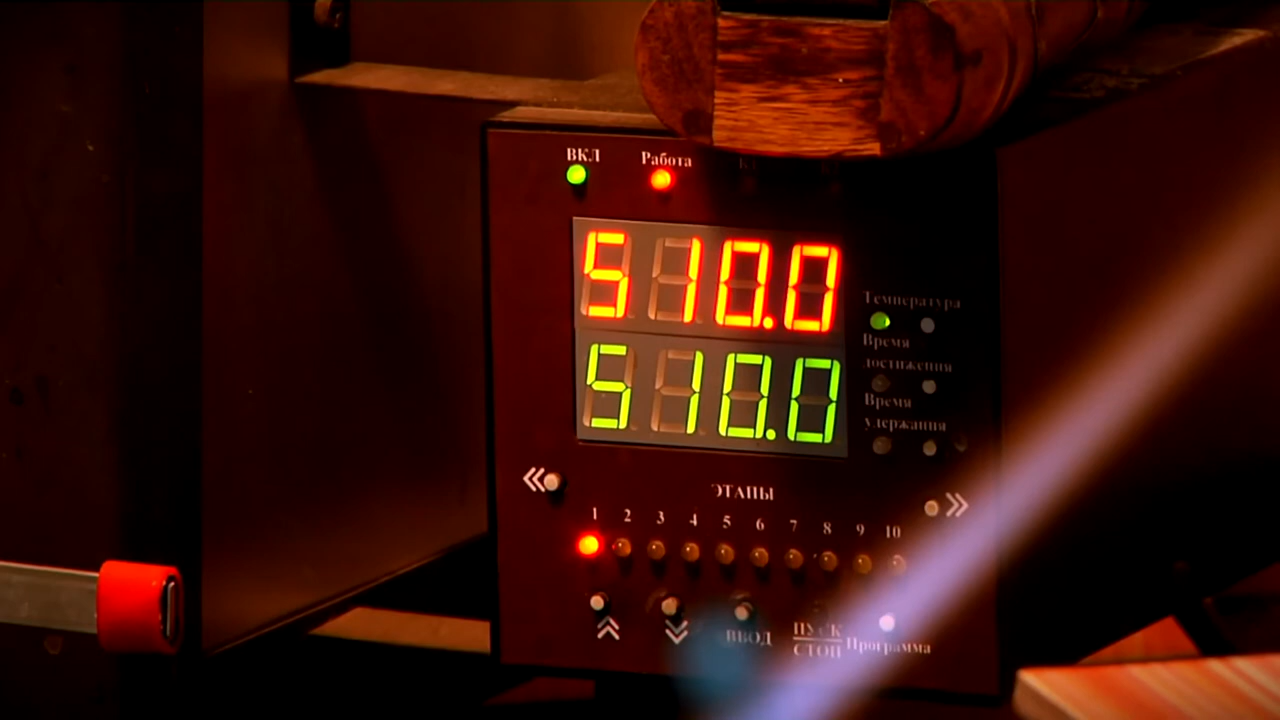 ВКЛ Работа
510.0
510.0
Температура
Время
достижения
Время
удержания
ЭТАПЫ
1 2 3 4 5 6 7 8 9 10
ВВОД
ПУСК
СТОП
Программа